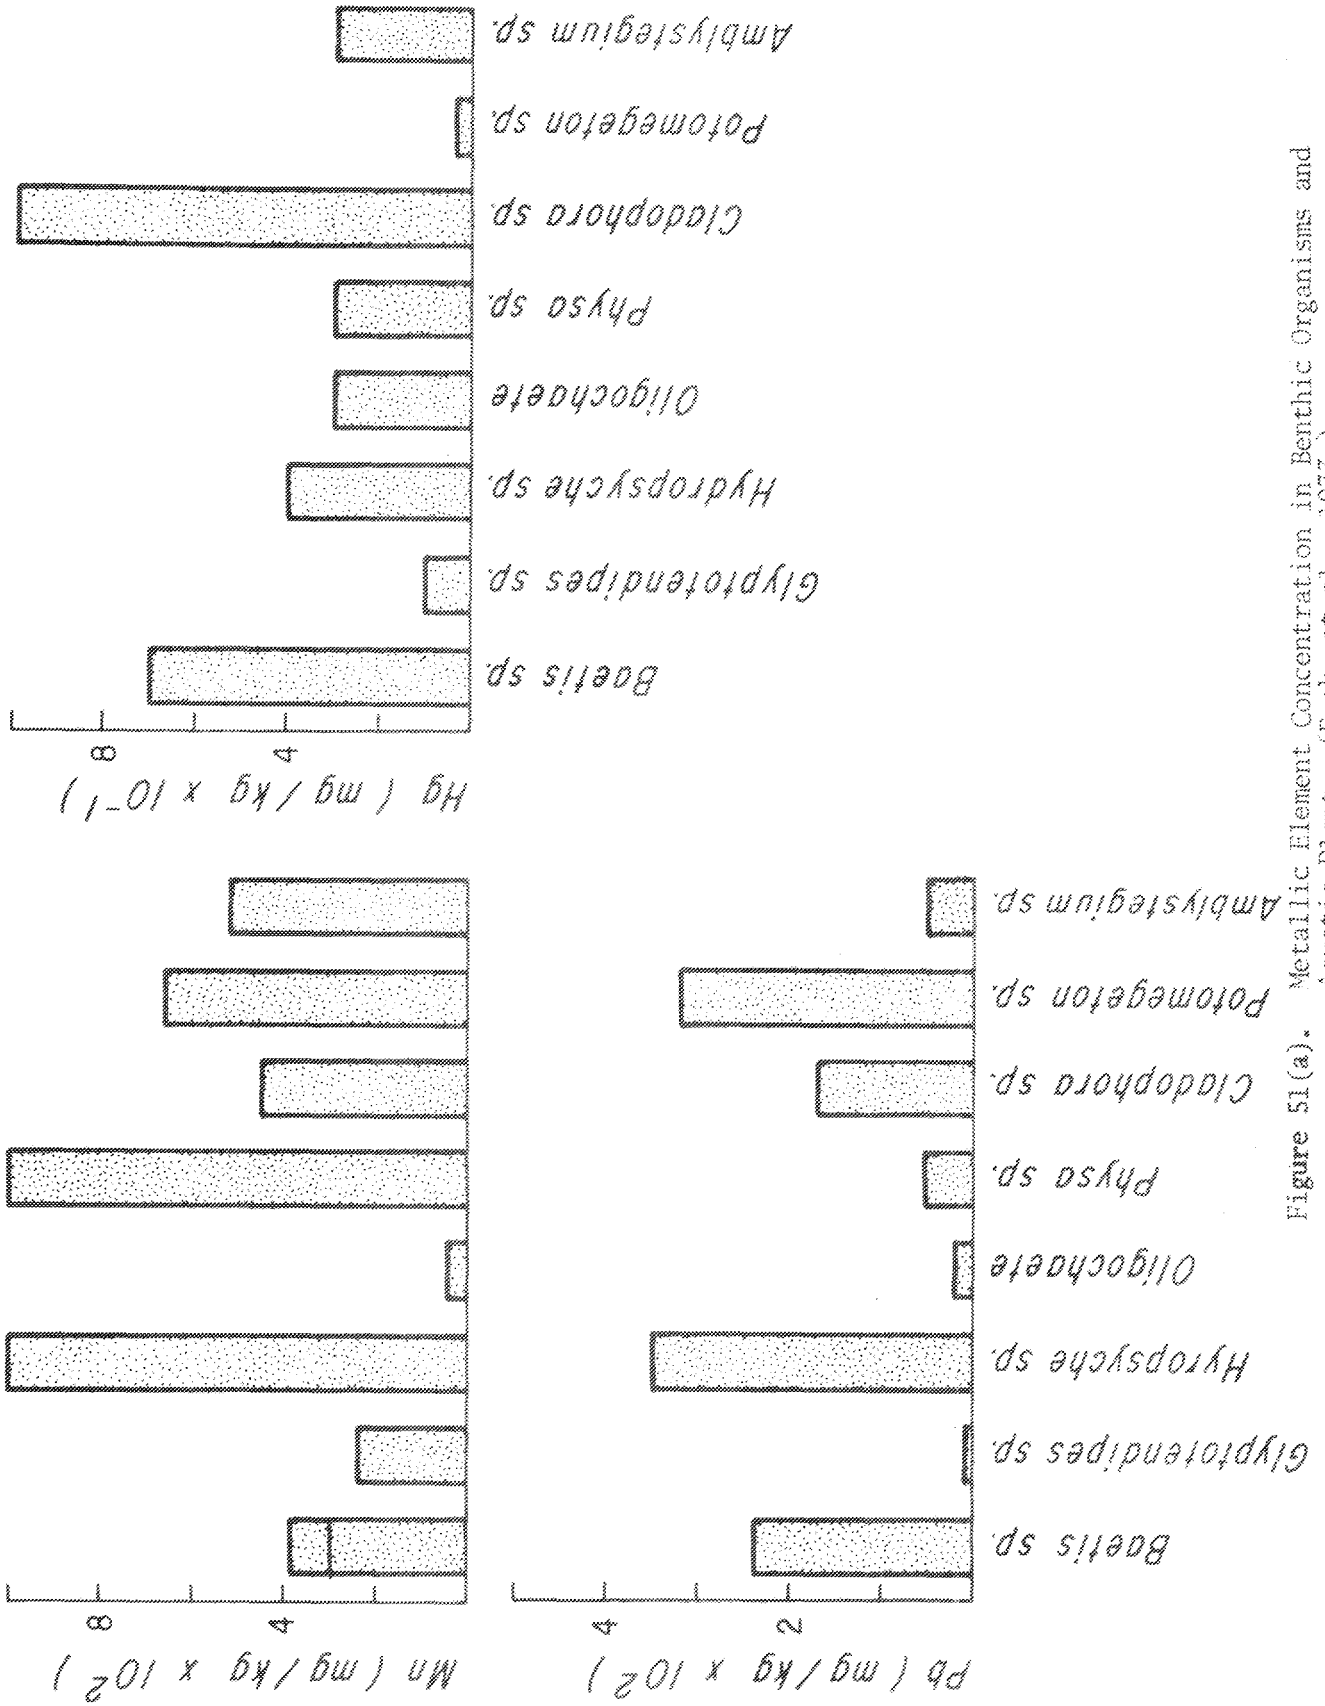 Mn ( mg/kg x 10² )
8
4
Pb ( mg/kg x 10² )
4
2
Baetis sp.
Glyptotendipes sp.
Hyropsyche sp.
Oligochaete
Physa sp.
Cladophora sp.
Potomegeton sp.
Amblystegium sp.
Hg ( mg/kg x 10⁻¹ )
8
4
Baetis sp.
Glyptotendipes sp.
Hydropsyche sp.
Oligochaete
Physa sp.
Cladophora sp.
Potomegeton sp.
Amblystegium sp.
Figure 51(a). Metallic Element Concentration in Benthic Organisms and